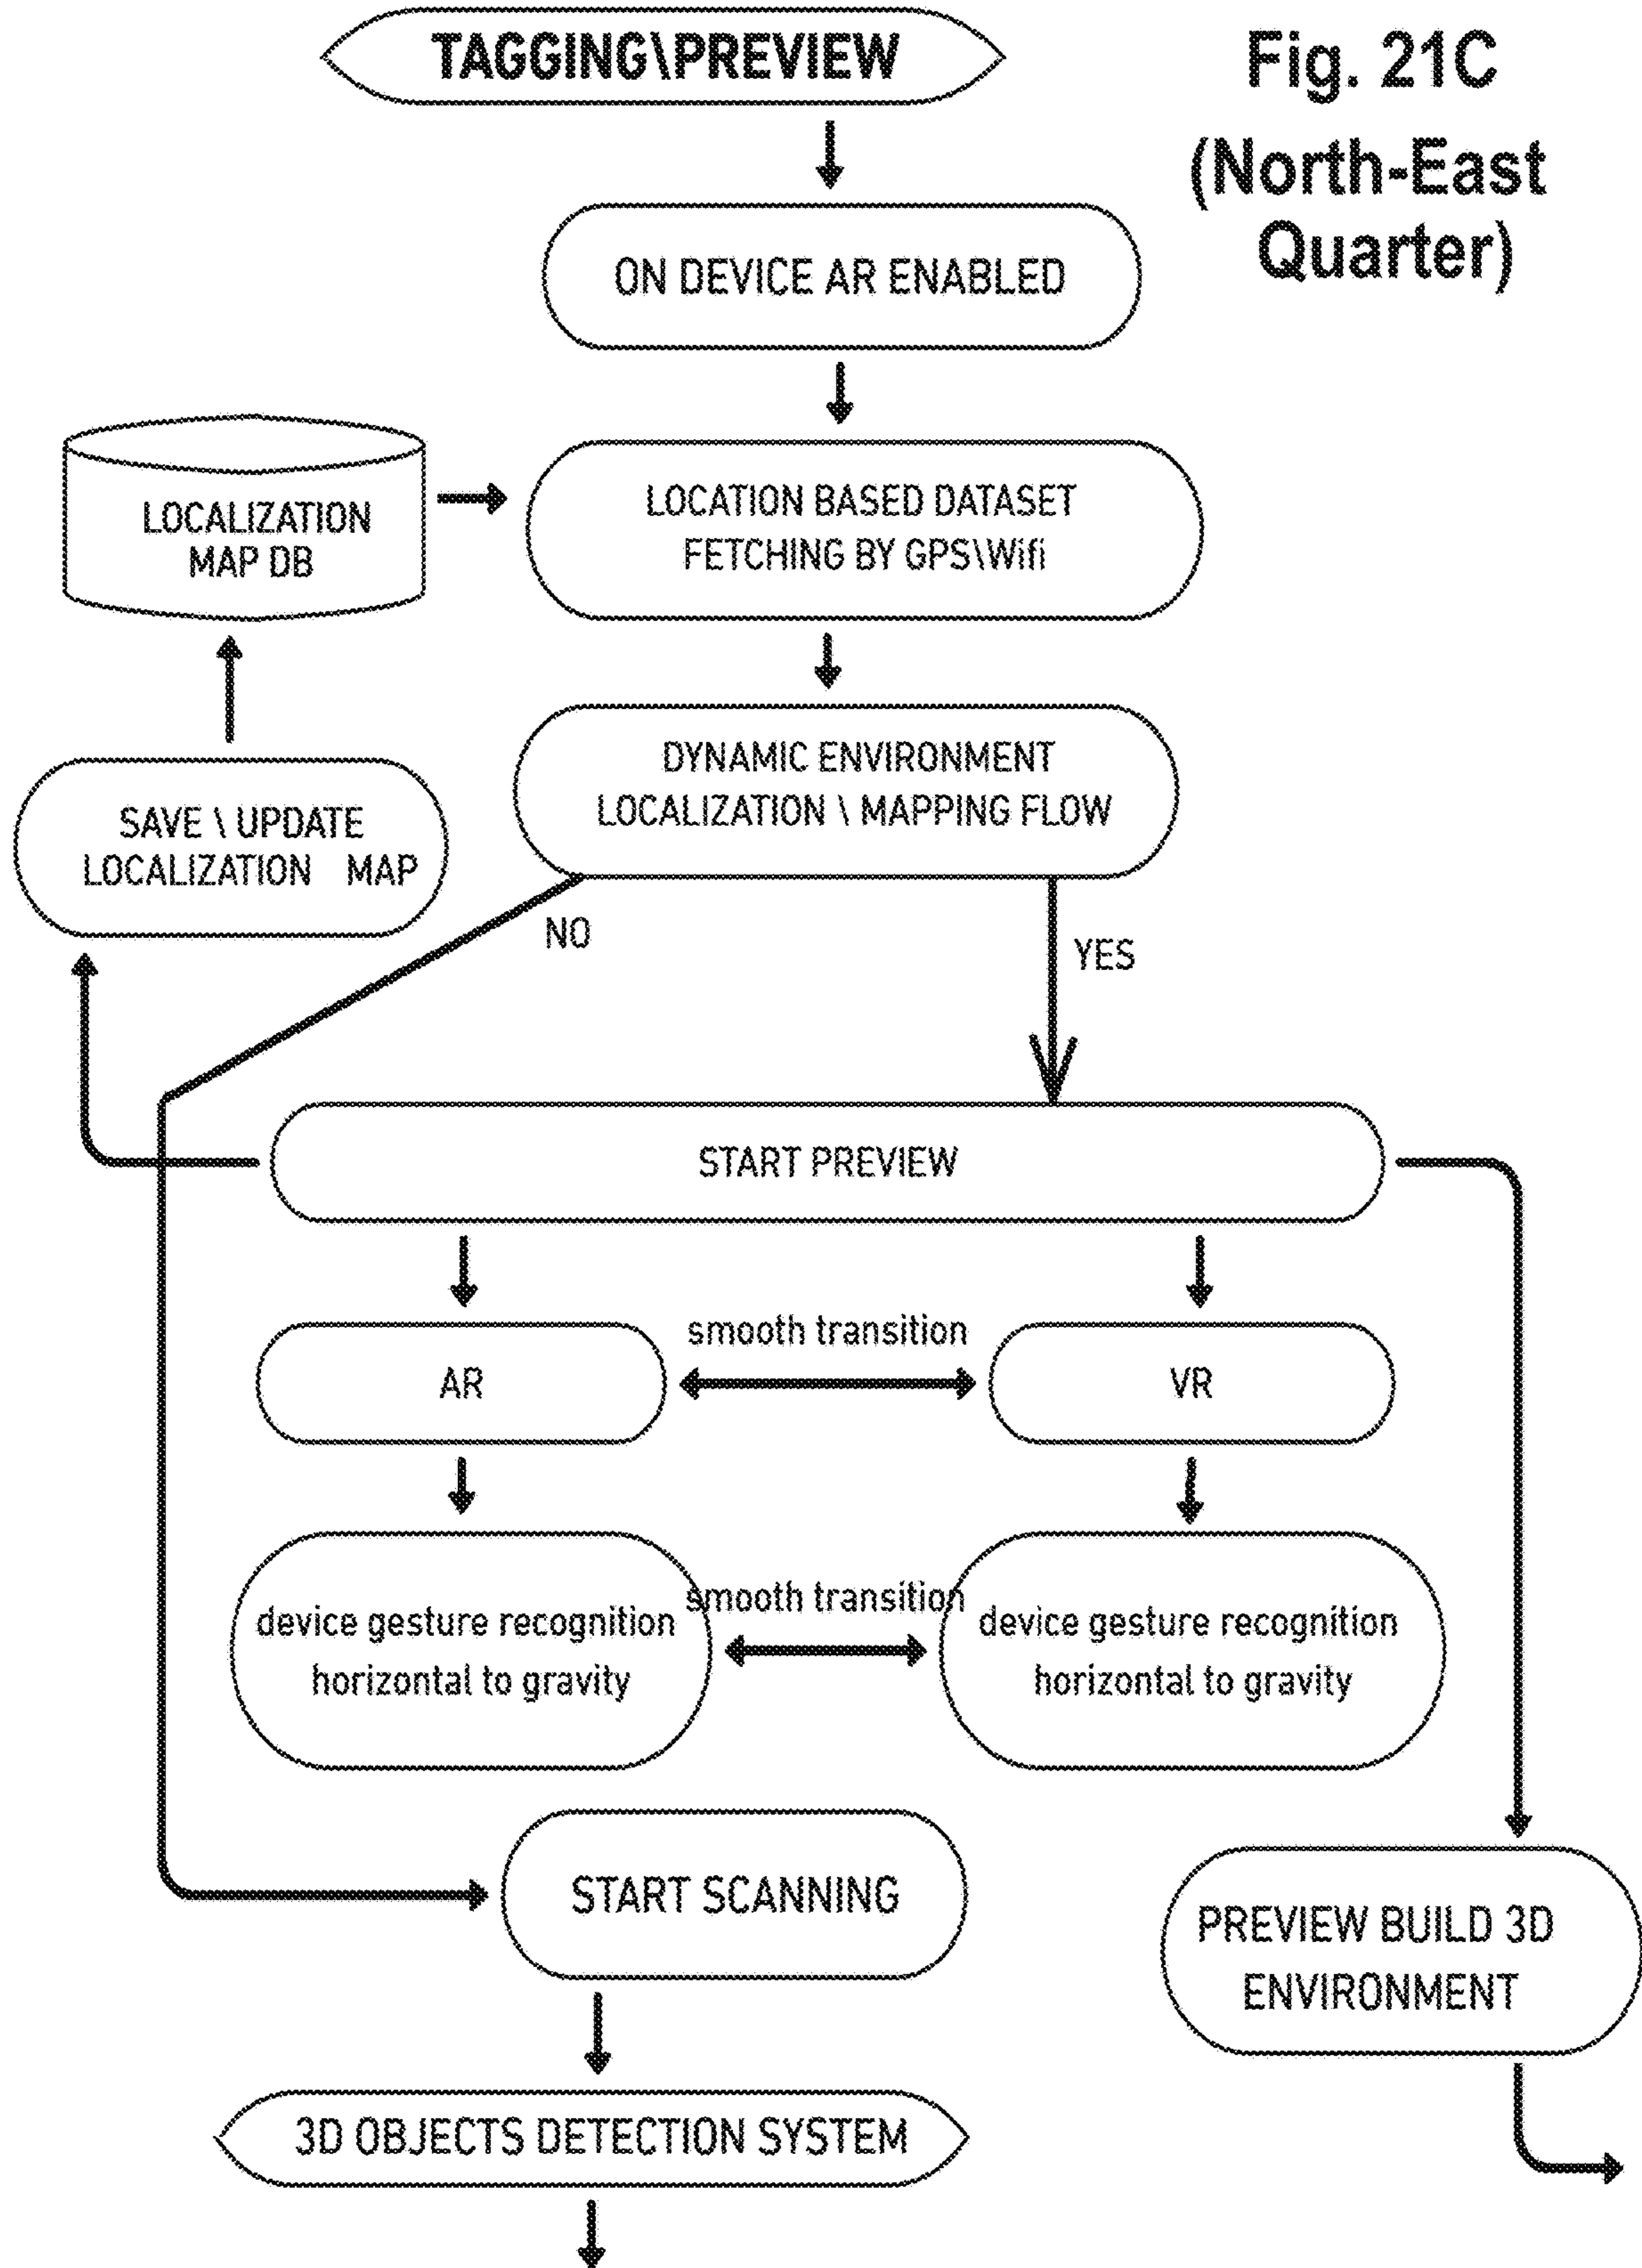 TAGGING\PREVIEW
Fig. 21C
(North-East
Quarter)
ON DEVICE AR ENABLED
LOCALIZATION
MAP DB
LOCATION BASED DATASET
FETCHING BY GPS\Wifi
DYNAMIC ENVIRONMENT
LOCALIZATION \ MAPPING FLOW
SAVE \ UPDATE
LOCALIZATION MAP
NO
YES
START PREVIEW
smooth transition
AR
VR
smooth transition
device gesture recognition
horizontal to gravity
device gesture recognition
horizontal to gravity
START SCANNING
PREVIEW BUILD 3D
ENVIRONMENT
3D OBJECTS DETECTION SYSTEM